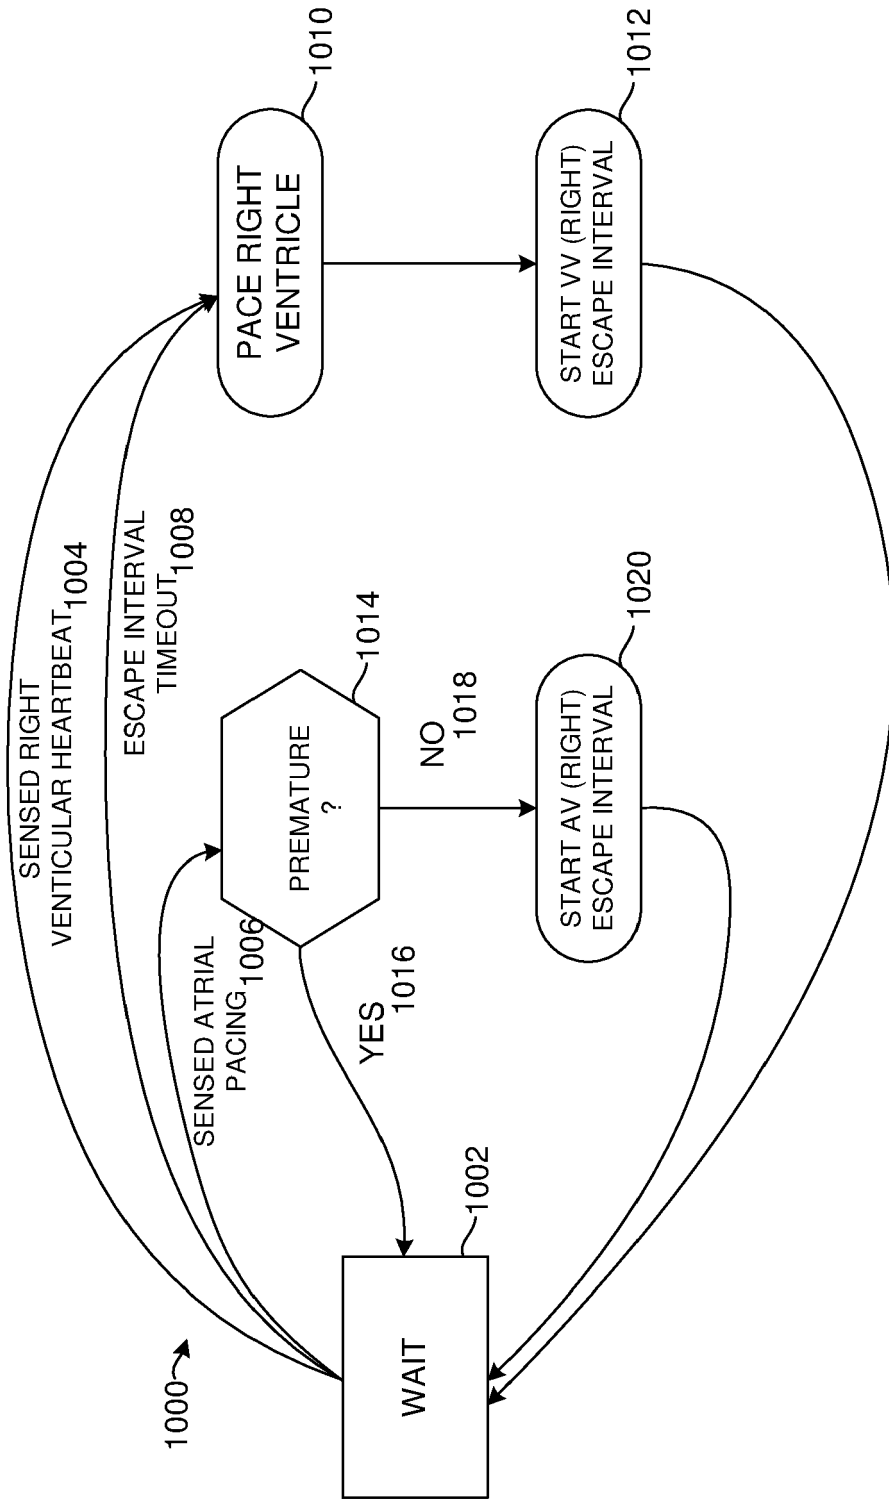 1000
SENSED RIGHT
VENTICULAR HEARTBEAT 1004
ESCAPE INTERVAL
TIMEOUT 1008
SENSED ATRIAL
PACING 1006
WAIT
1002
PREMATURE
?
1014
YES
1016
NO
1018
PACE RIGHT
VENTRICLE
1010
START AV (RIGHT)
ESCAPE INTERVAL
1020
START VV (RIGHT)
ESCAPE INTERVAL
1012